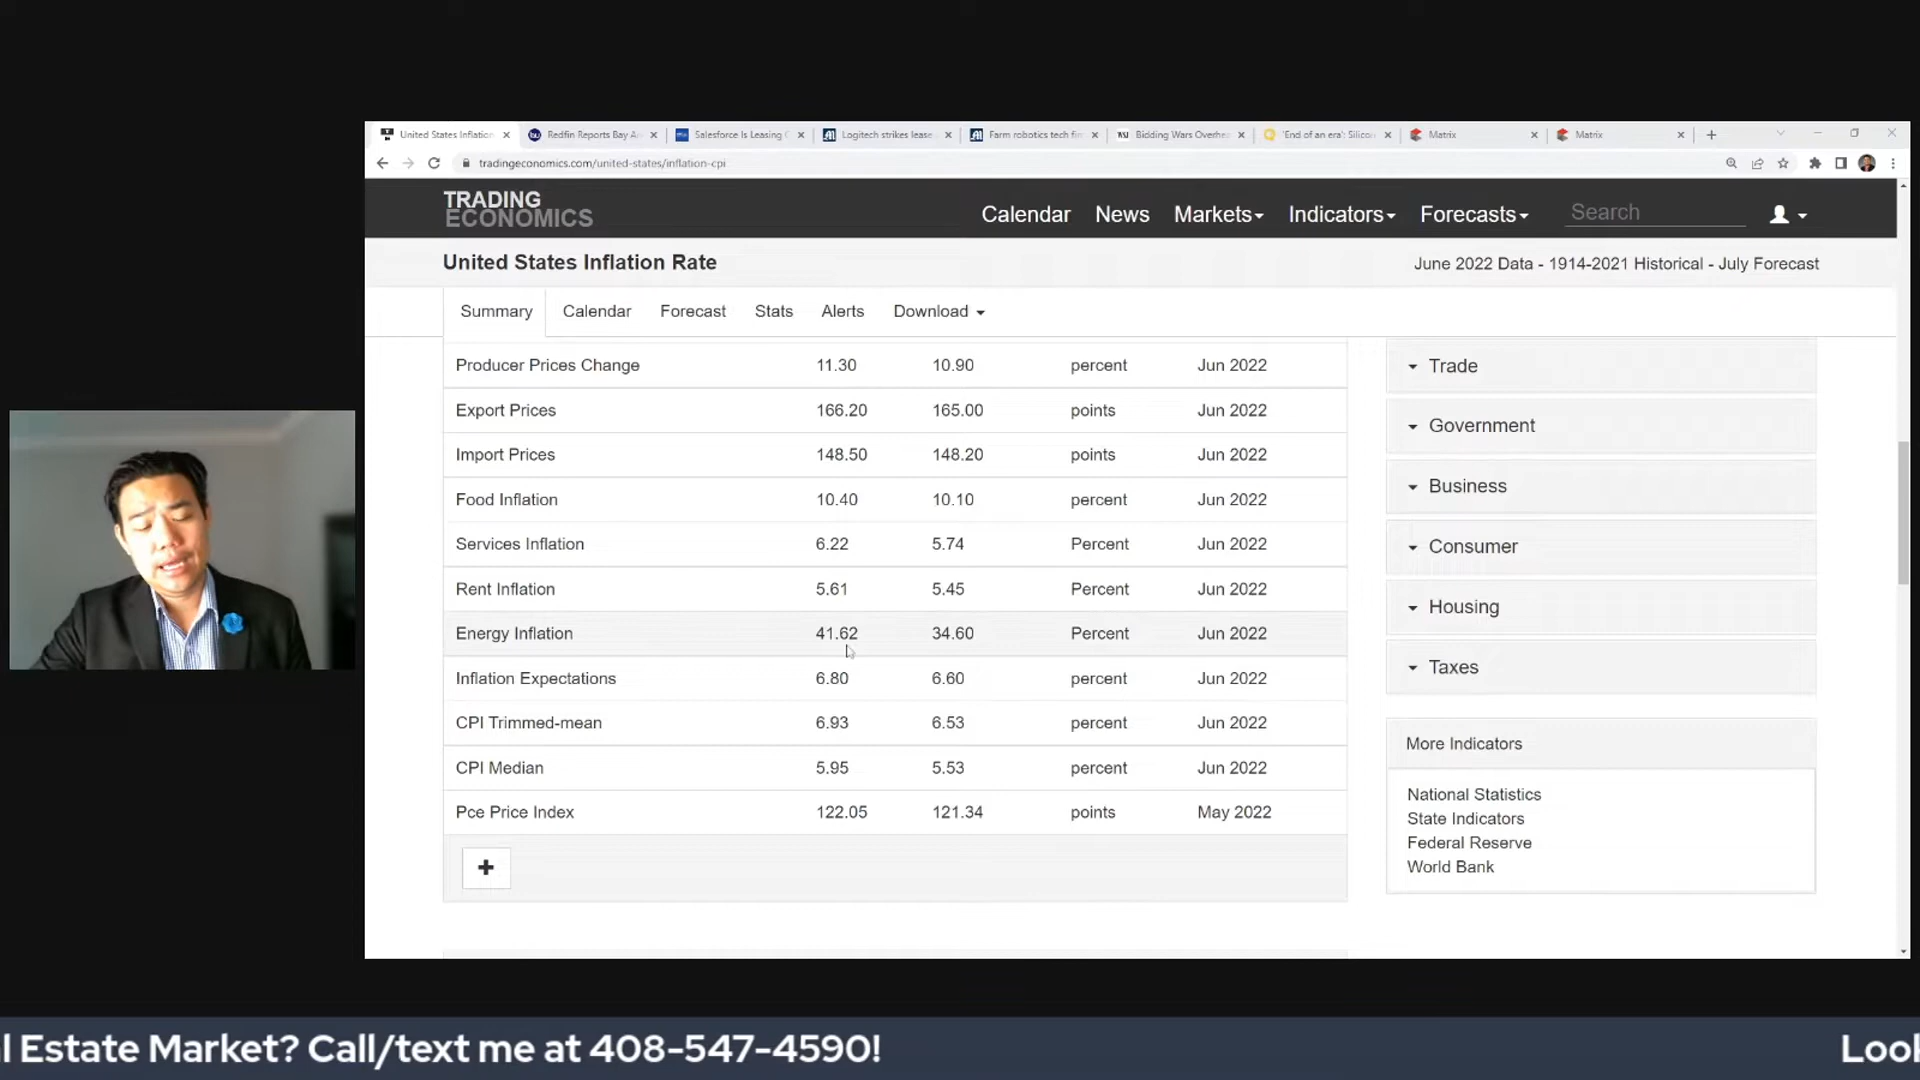 United States Inflation
Redfin Reports Bay Are
Salesforce Is Leasing
Logitech strikes lease
Farm robotics tech fir
Bidding Wars Overhe
'End of an era': Silicon
Matrix
Matrix
tradingeconomics.com/united-states/inflation-cpi
TRADING
ECONOMICS
Calendar News Markets Indicators Forecasts Search
United States Inflation Rate
June 2022 Data - 1914-2021 Historical - July Forecast
Summary Calendar Forecast Stats Alerts Download
Producer Prices Change 11.30 10.90 percent Jun 2022
Export Prices 166.20 165.00 points Jun 2022
Import Prices 148.50 148.20 points Jun 2022
Food Inflation 10.40 10.10 percent Jun 2022
Services Inflation 6.22 5.74 Percent Jun 2022
Rent Inflation 5.61 5.45 Percent Jun 2022
Energy Inflation 41.62 34.60 Percent Jun 2022
Inflation Expectations 6.80 6.60 percent Jun 2022
CPI Trimmed-mean 6.93 6.53 percent Jun 2022
CPI Median 5.95 5.53 percent Jun 2022
Pce Price Index 122.05 121.34 points May 2022
+
Trade
Government
Business
Consumer
Housing
Taxes
More Indicators
National Statistics
State Indicators
Federal Reserve
World Bank
l Estate Market? Call/text me at 408-547-4590!
Look